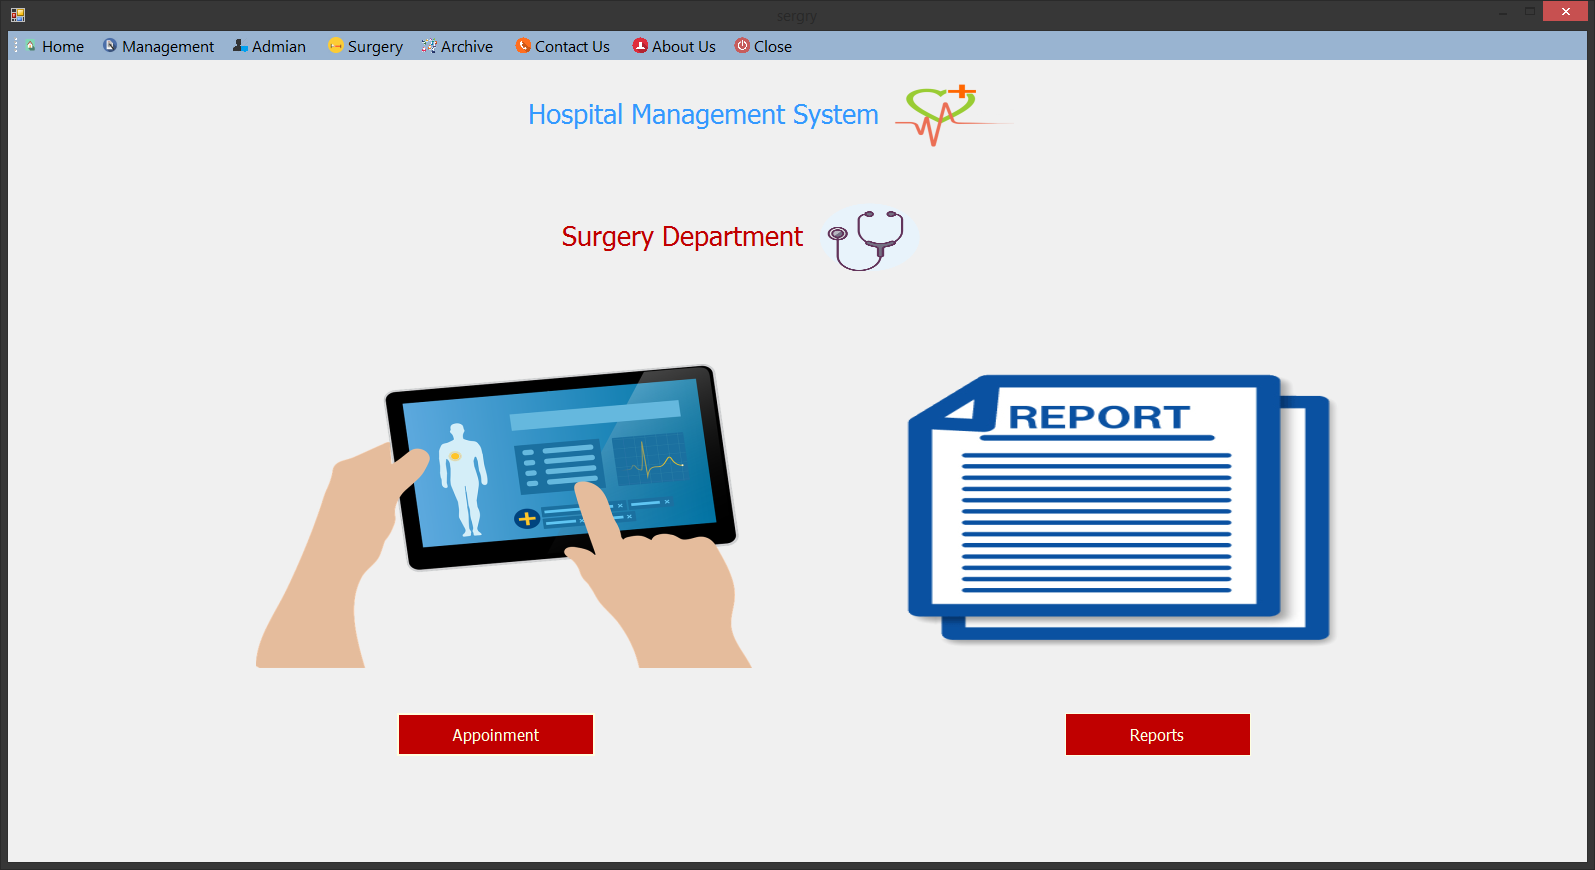 sergry
Home Management Admian Surgery Archive Contact Us About Us Close
Hospital Management System
Surgery Department
REPORT
Appoinment
Reports